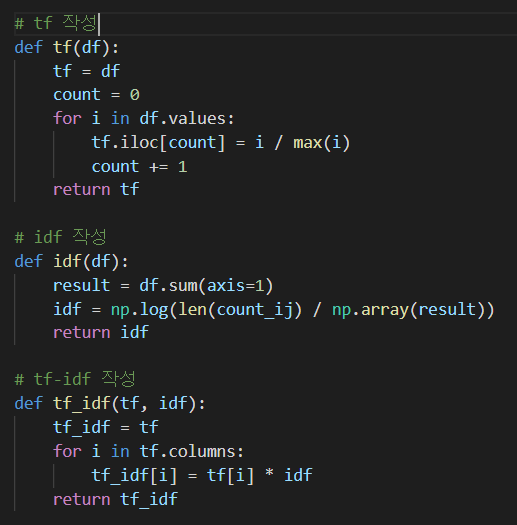 # tf 작성
def tf(df):
    tf = df
    count = 0
    for i in df.values:
        tf.iloc[count] = i / max(i)
        count += 1
    return tf

# idf 작성
def idf(df):
    result = df.sum(axis=1)
    idf = np.log(len(count_ij) / np.array(result))
    return idf

# tf-idf 작성
def tf_idf(tf, idf):
    tf_idf = tf
    for i in tf.columns:
        tf_idf[i] = tf[i] * idf
    return tf_idf